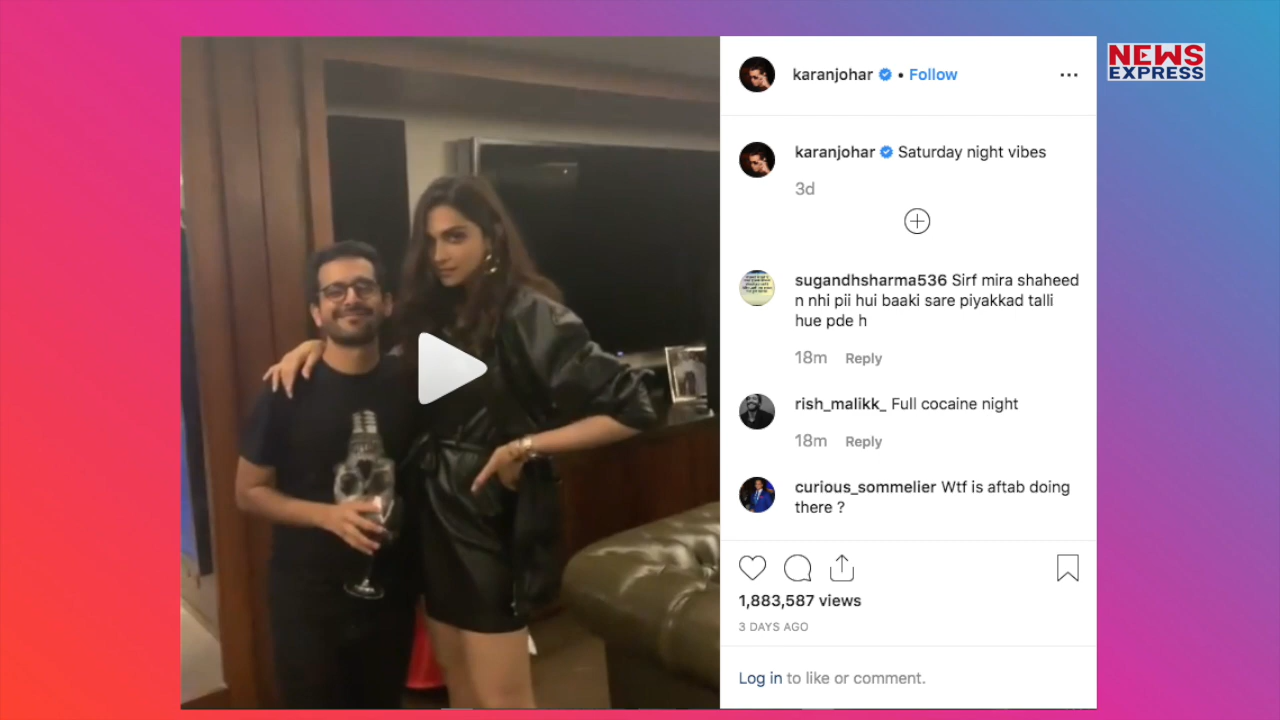 NEWS
EXPRESS
karanjohar • Follow
karanjohar Saturday night vibes
3d
sugandhsharma536 Sirf mira shaheed
n nhi pii hui baaki sare piyakkad talli
hue pde h
18m Reply
rish_malikk_ Full cocaine night
18m Reply
curious_sommelier Wtf is aftab doing
there ?
1,883,587 views
3 DAYS AGO
Log in to like or comment.